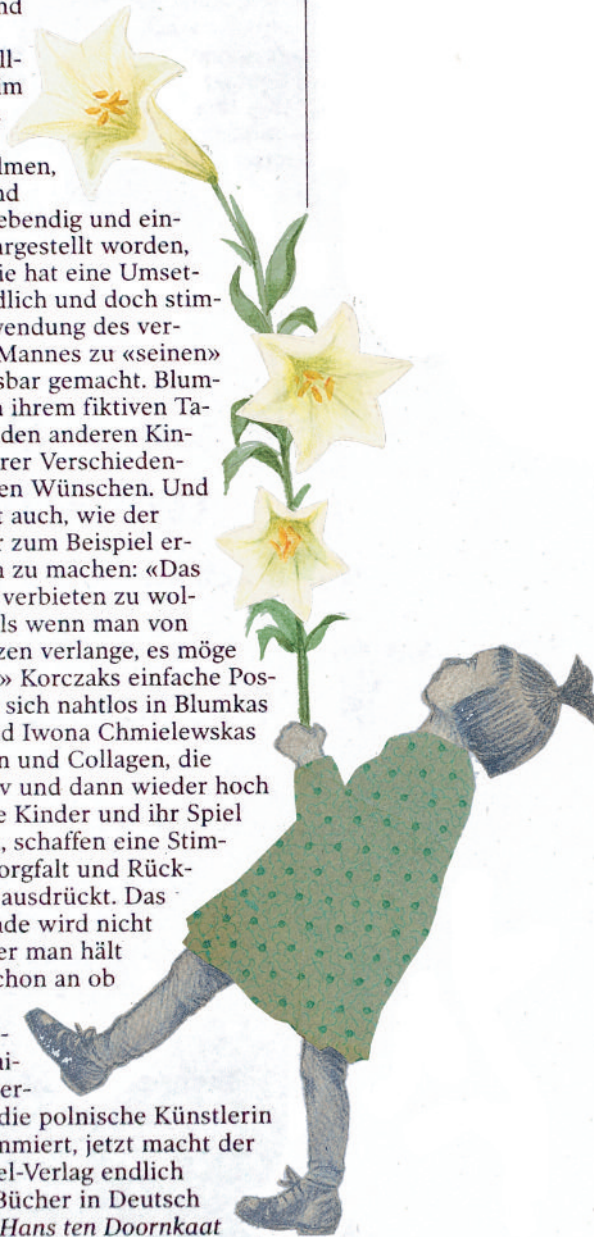 nd
ll-
im
lmen,
nd
ebendig und ein-
argestellt worden,
ie hat eine Umset-
dlich und doch stim-
wendung des ver-
Mannes zu «seinen»
sbar gemacht. Blum-
n ihrem fiktiven Ta-
den anderen Kin-
rer Verschieden-
en Wünschen. Und
t auch, wie der
r zum Beispiel er-
n zu machen: «Das
verbieten zu wol-
ls wenn man von
zen verlange, es möge
» Korczaks einfache Pos-
sich nahtlos in Blumkas
d Iwona Chmielewskas
n und Collagen, die
v und dann wieder hoch
e Kinder und ihr Spiel
, schaffen eine Stim-
orgfalt und Rück-
ausdrückt. Das
nde wird nicht
er man hält
chon an ob
-
ni-
er-
die polnische Künstlerin
nmiert, jetzt macht der
el-Verlag endlich
Bücher in Deutsch
Hans ten Doornkaat